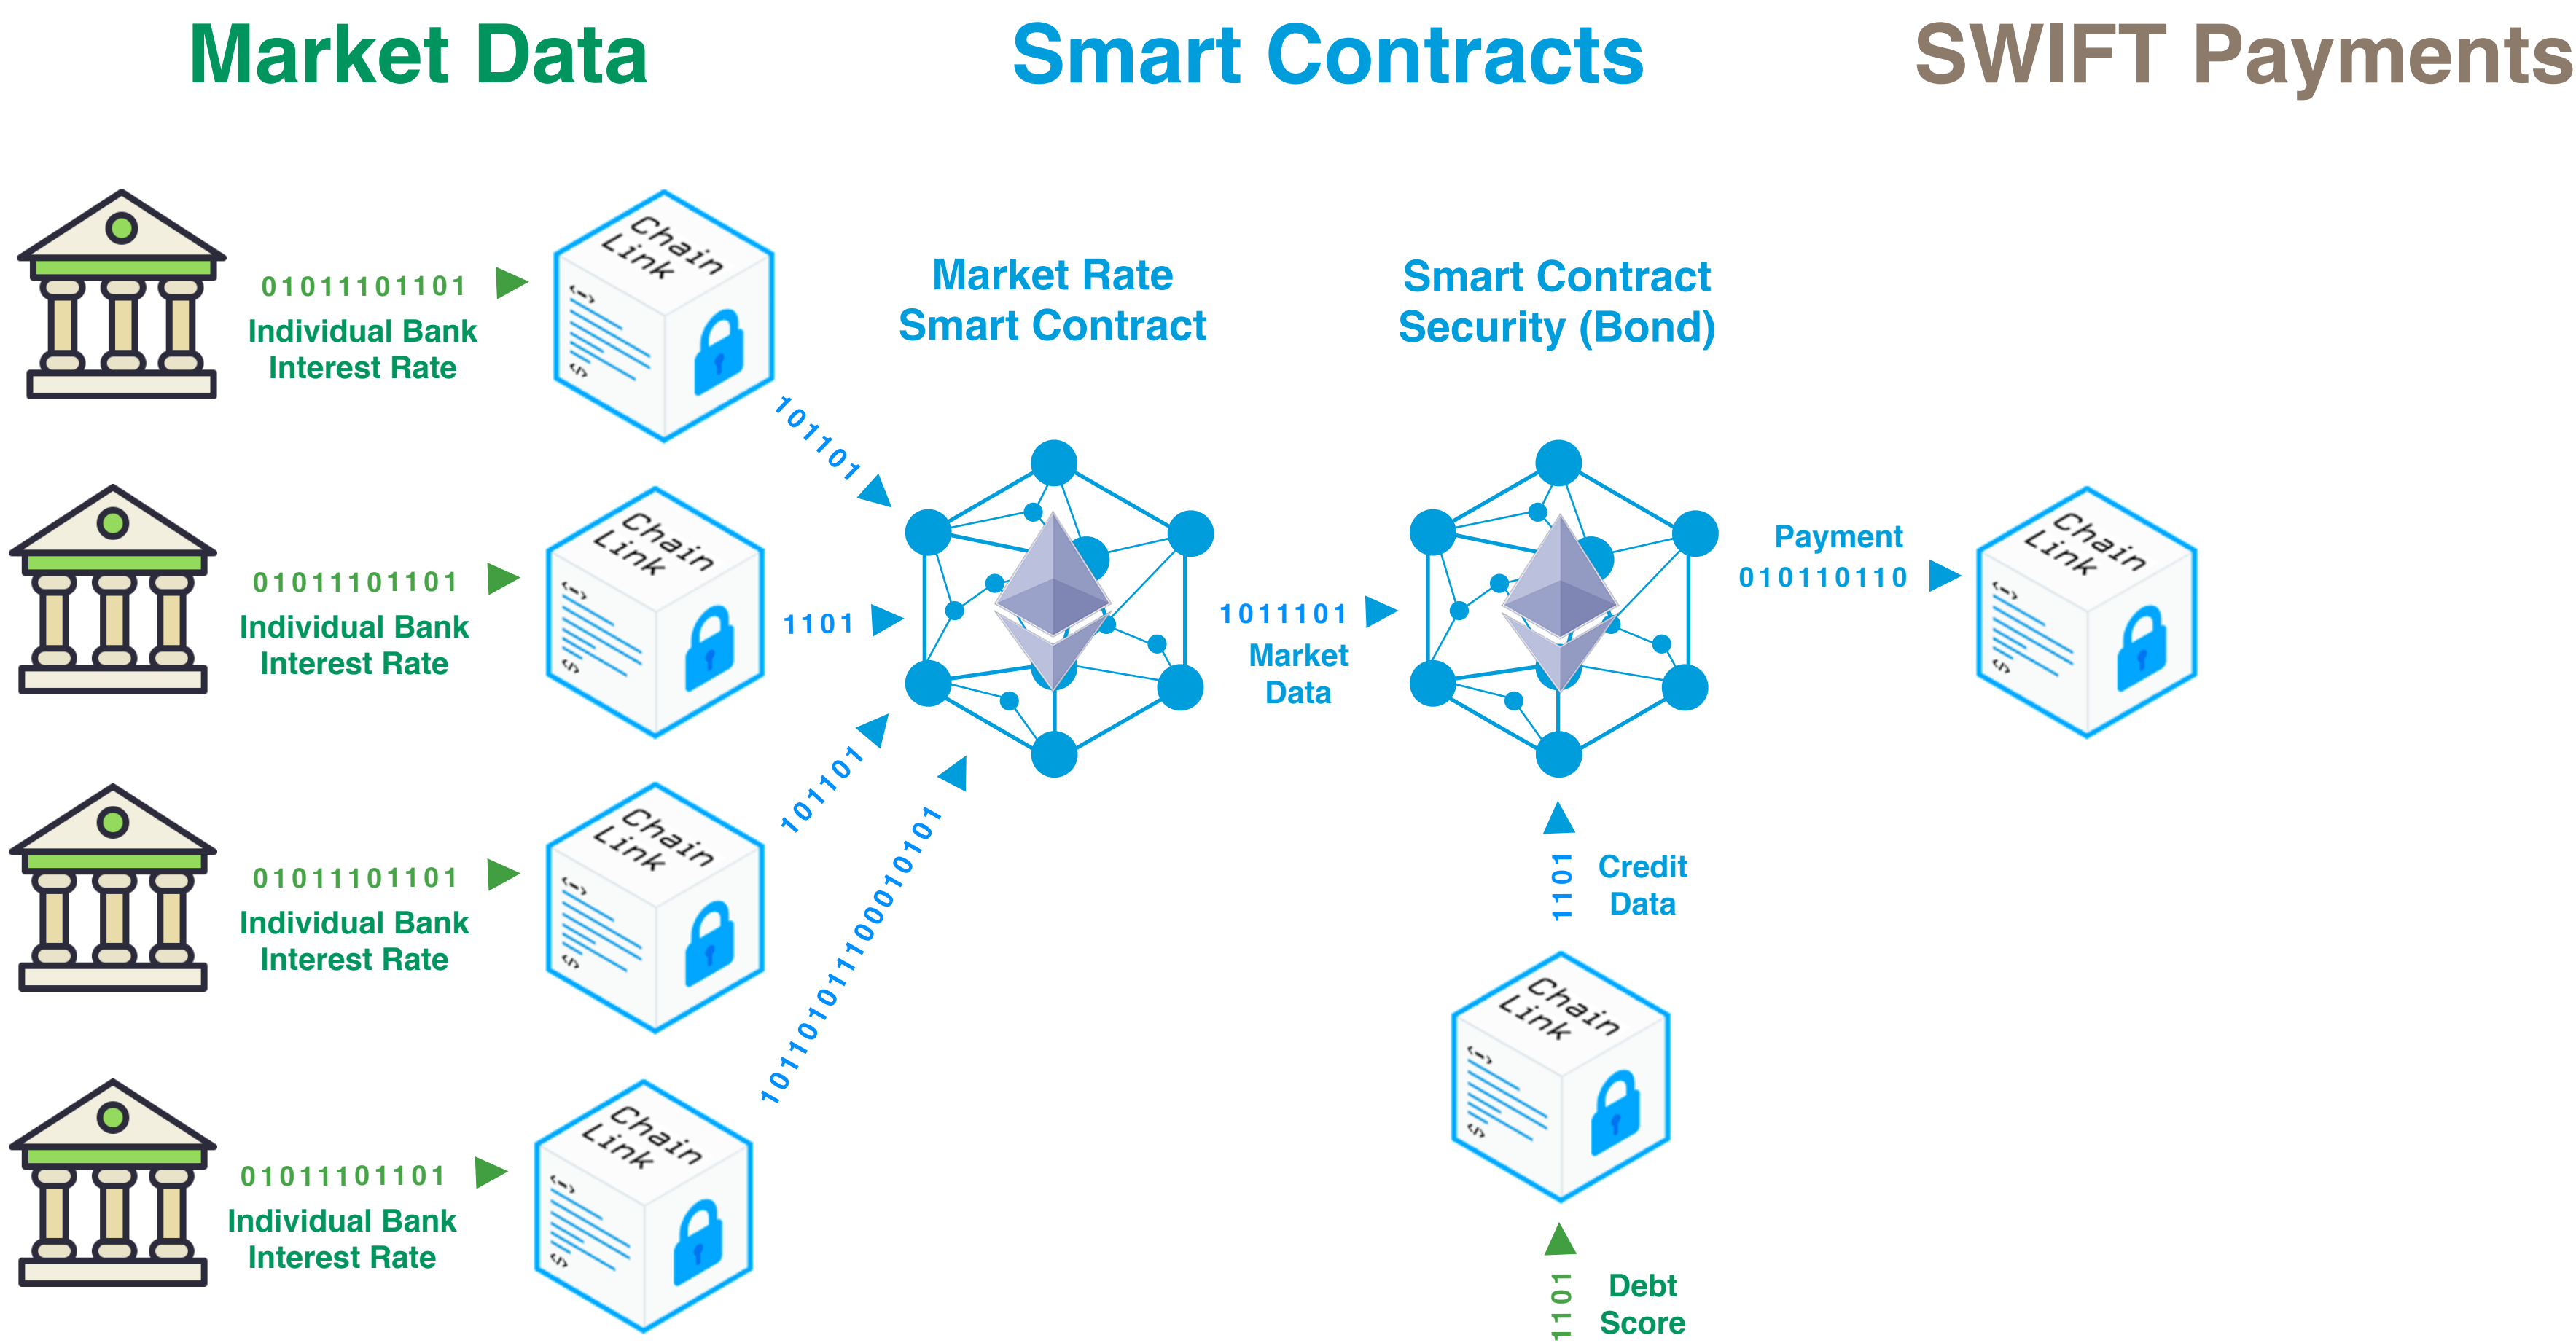 Market Data
Smart Contracts
SWIFT Payments
01011101101
Individual Bank
Interest Rate
Chain
Link
<->
</>
101101
Market Rate
Smart Contract
Smart Contract
Security (Bond)
01011101101
Individual Bank
Interest Rate
Chain
Link
<->
</>
1101
1011101
Market
Data
Payment
010110110
Chain
Link
<->
</>
01011101101
Individual Bank
Interest Rate
Chain
Link
<->
</>
101101
1101
Credit
Data
01011101101
Individual Bank
Interest Rate
Chain
Link
<->
</>
Chain
Link
<->
</>
1101
Debt
Score